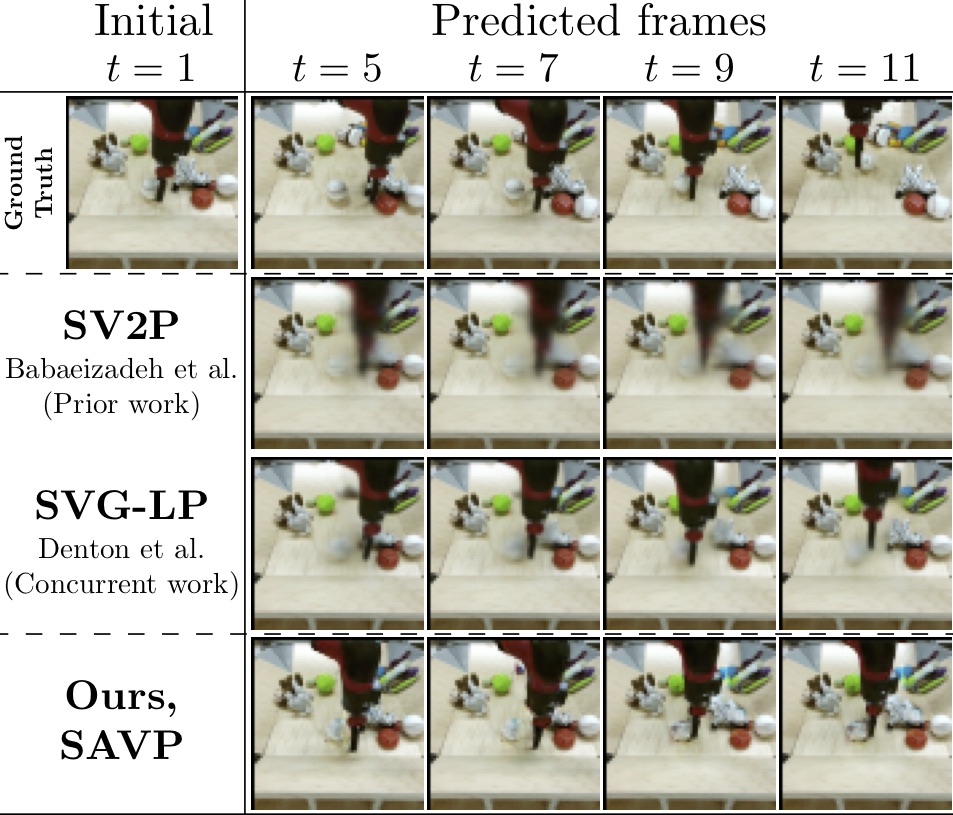 Initial
Predicted frames
t = 1
t = 5
t = 7
t = 9
t = 11
Ground
Truth
SV2P
Babaeizadeh et al.
(Prior work)
SVG-LP
Denton et al.
(Concurrent work)
Ours,
SAVP